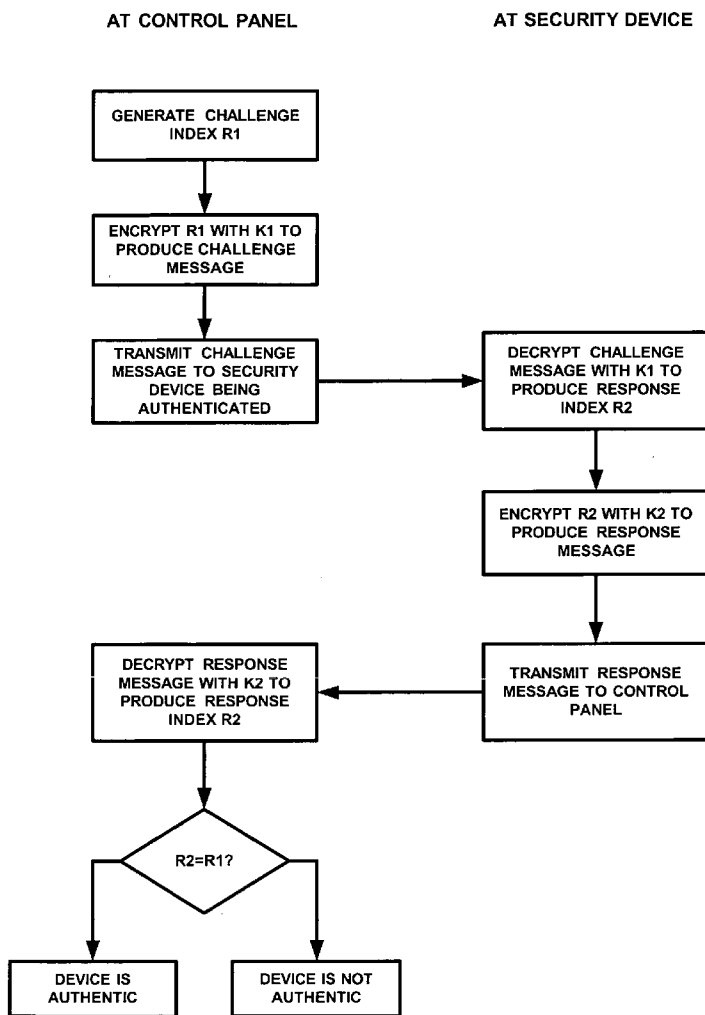 AT CONTROL PANEL
AT SECURITY DEVICE
GENERATE CHALLENGE
INDEX R1
ENCRYPT R1 WITH K1 TO
PRODUCE CHALLENGE
MESSAGE
TRANSMIT CHALLENGE
MESSAGE TO SECURITY
DEVICE BEING
AUTHENTICATED
DECRYPT CHALLENGE
MESSAGE WITH K1 TO
PRODUCE RESPONSE
INDEX R2
ENCRYPT R2 WITH K2 TO
PRODUCE RESPONSE
MESSAGE
TRANSMIT RESPONSE
MESSAGE TO CONTROL
PANEL
DECRYPT RESPONSE
MESSAGE WITH K2 TO
PRODUCE RESPONSE
INDEX R2
R2=R1?
DEVICE IS
AUTHENTIC
DEVICE IS NOT
AUTHENTIC